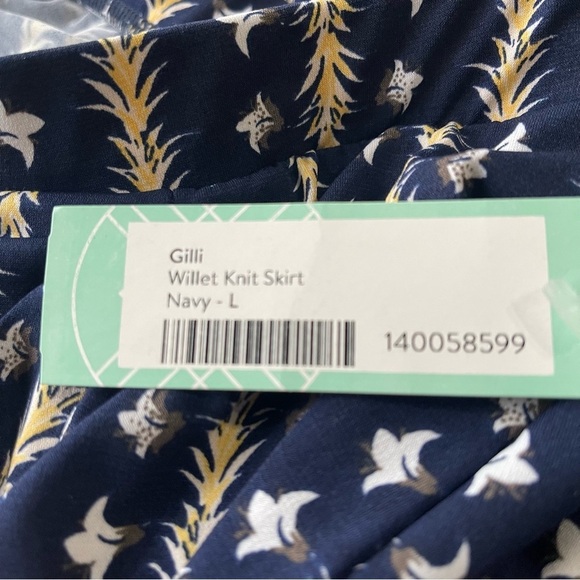 Gilli
Willet Knit Skirt
Navy - L
140058599